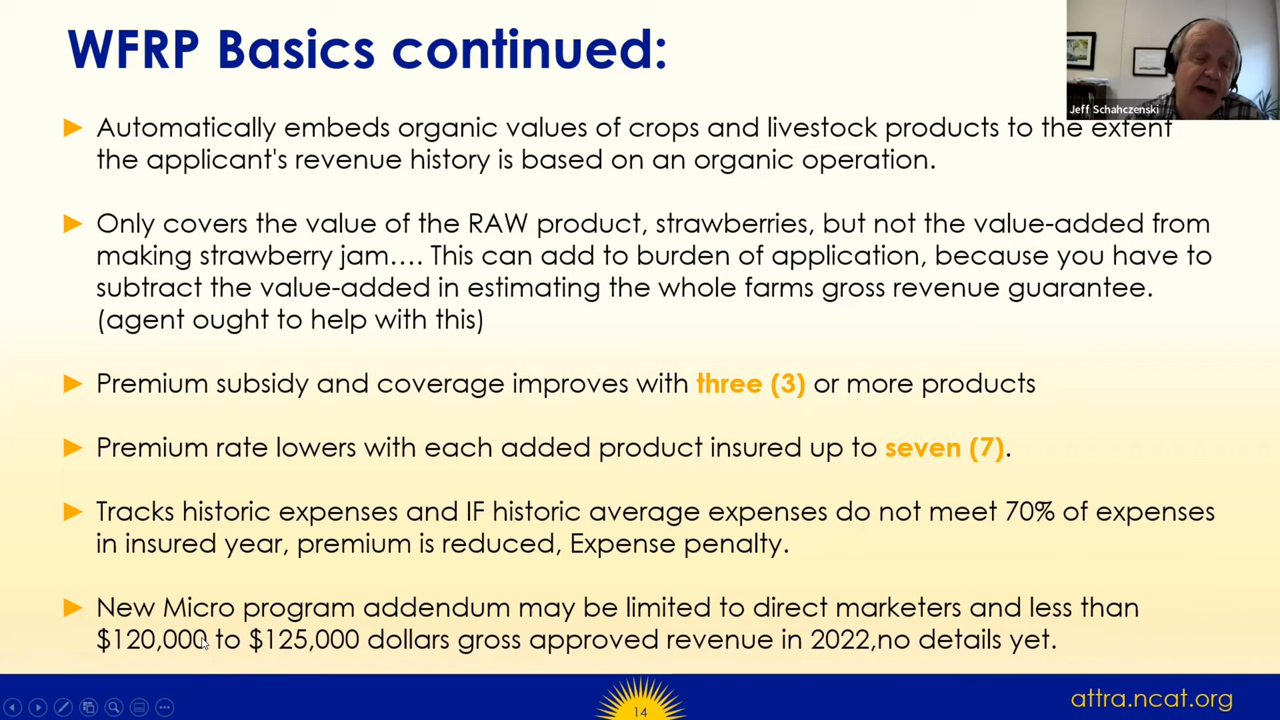 WFRP Basics continued:
Jeff Schahczenski
Automatically embeds organic values of crops and livestock products to the extent
the applicant's revenue history is based on an organic operation.
Only covers the value of the RAW product, strawberries, but not the value-added from
making strawberry jam…. This can add to burden of application, because you have to
subtract the value-added in estimating the whole farms gross revenue guarantee.
(agent ought to help with this)
Premium subsidy and coverage improves with three (3) or more products
Premium rate lowers with each added product insured up to seven (7).
Tracks historic expenses and IF historic average expenses do not meet 70% of expenses
in insured year, premium is reduced, Expense penalty.
New Micro program addendum may be limited to direct marketers and less than
$120,000 to $125,000 dollars gross approved revenue in 2022,no details yet.
14
attra.ncat.org